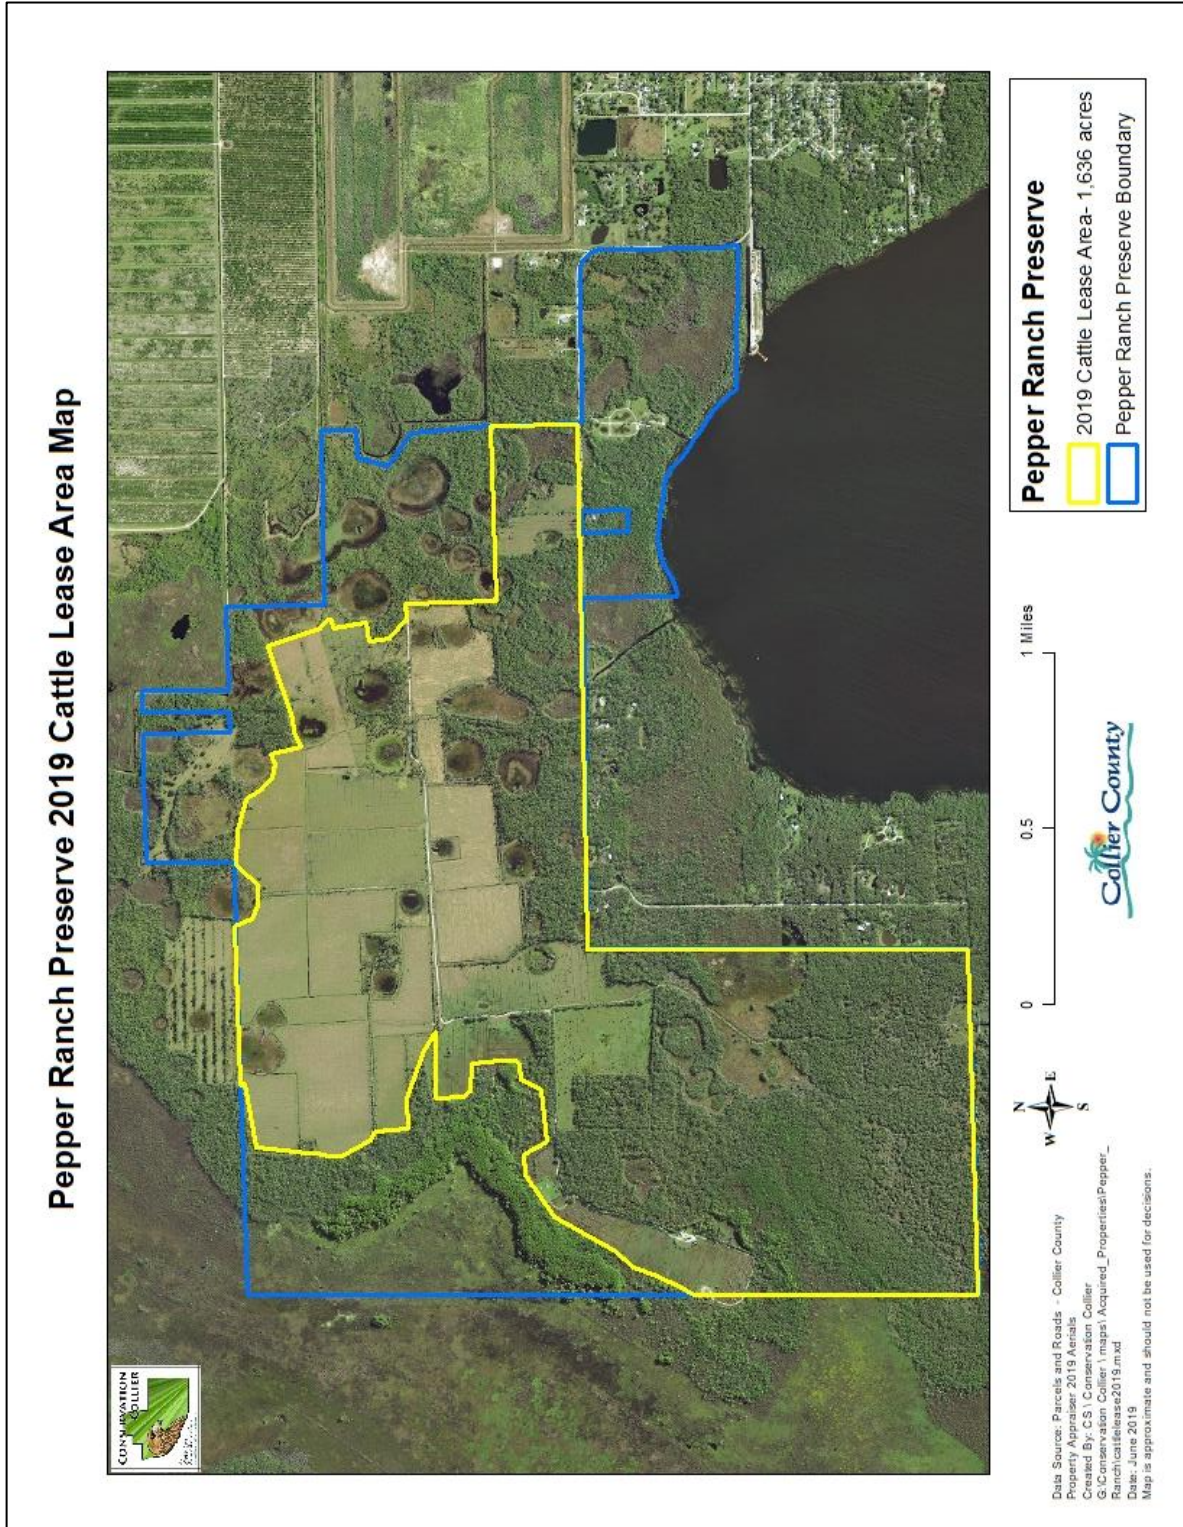 Pepper Ranch Preserve 2019 Cattle Lease Area Map
CONSERVATION
COLLIER
Pepper Ranch Preserve
2019 Cattle Lease Area- 1,636 acres
Pepper Ranch Preserve Boundary
0
0.5
1 Miles
N
W
E
S
Collier County
Data Source: Parcels and Roads - Collier County
Property Appraiser 2019 Aerials
Created By: CS \ Conservation Collier
G:\Conservation Collier \ maps\ Acquired_Properties\Pepper_
Ranch\cattlelease2019.mxd
Date: June 2019
Map is approximate and should not be used for decisions.